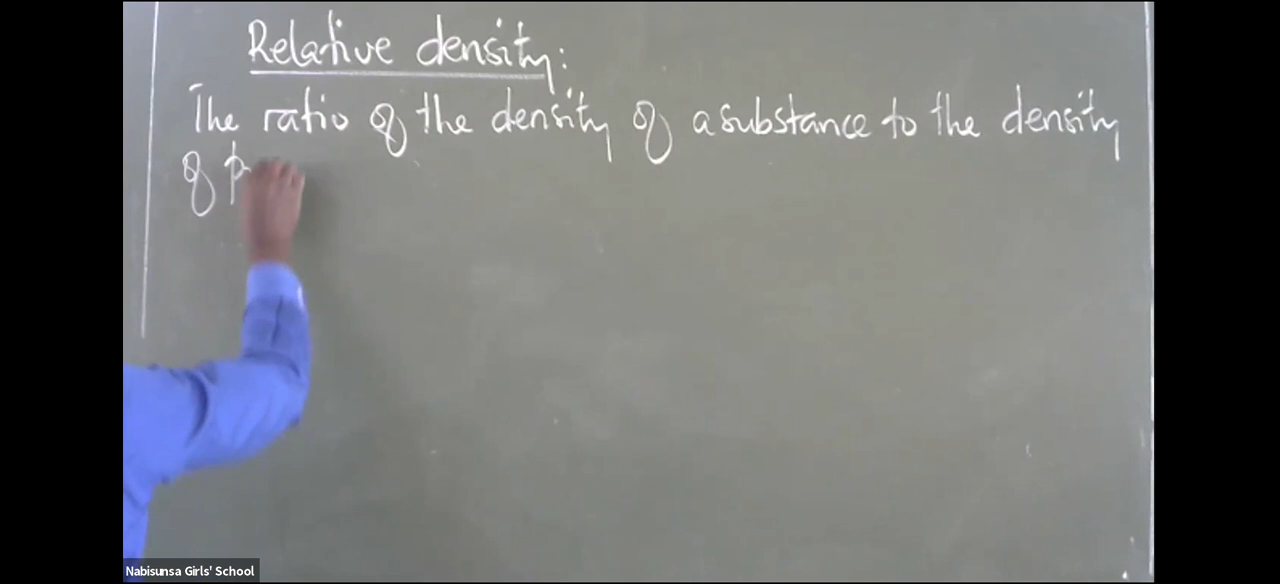 Relative density:
The ratio of the density of a substance to the density
of
Nabisunsa Girls' School